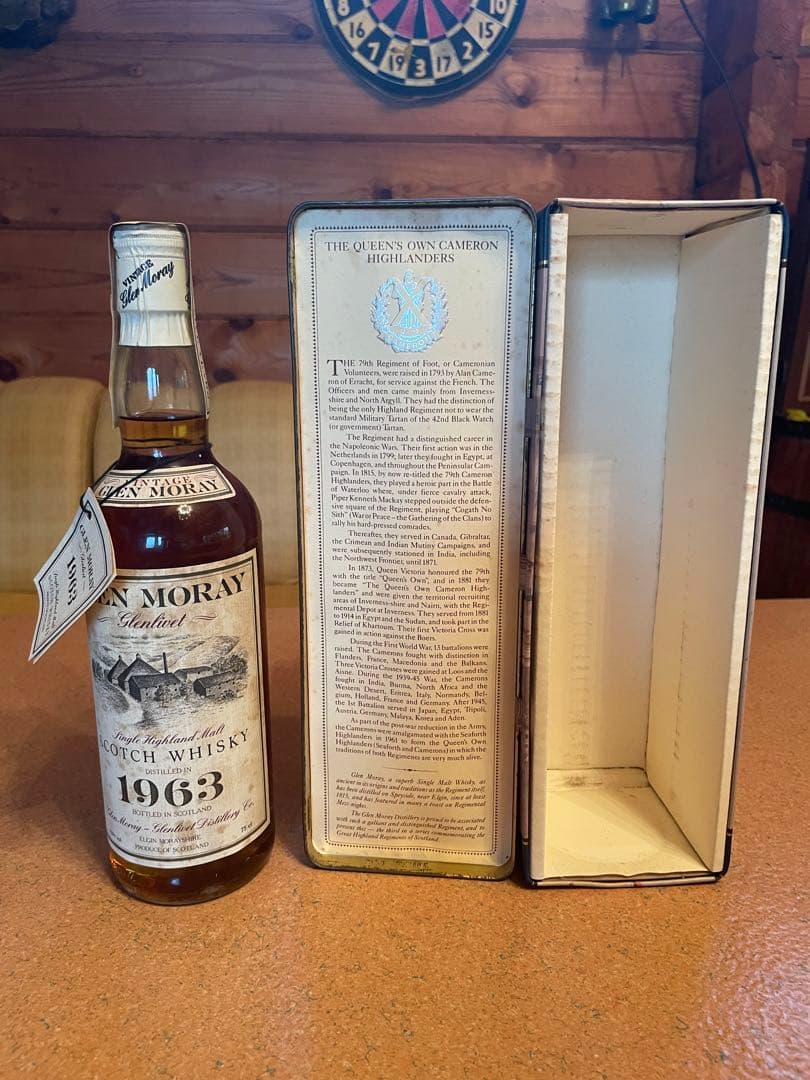 8
16
7
19
3
17
2
15
10
VINTAGE
Glen Moray
VINTAGE
GLEN MORAY
GLEN MORAY
1963
EN MORAY
Glenlivet
Single Highland Malt
SCOTCH WHISKY
DISTILLED IN
1963
BOTTLED IN SCOTLAND
Glen Moray - Glenlivet Distillery Co.
ELGIN MORAYSHIRE
PRODUCE OF SCOTLAND
75 cl
THE QUEEN'S OWN CAMERON
HIGHLANDERS
CAMERON
THE 79th Regiment of Foot, or Cameronian
Volunteers, were raised in 1793 by Alan Came-
ron of Erracht, for service against the French. The
Officers and men came mainly from Inverness-
shire and North Argyll. They had the distinction of
being the only Highland Regiment not to wear the
standard Military Tartan of the 42nd Black Watch
(or government) Tartan.
The Regiment had a distinguished career in
the Napoleonic Wars. Their first action was in the
Netherlands in 1799; later they fought in Egypt, at
Copenhagen, and throughout the Peninsular Cam-
paign. In 1815, by now re-titled the 79th Cameron
Highlanders, they played a heroic part in the Battle
of Waterloo where, under fierce cavalry attack,
Piper Kenneth Mackay stepped outside the defen-
sive square of the Regiment, playing "Cogath No
Sith" (War or Peace – the Gathering of the Clans) to
rally his hard-pressed comrades.
Thereafter, they served in Canada, Gibraltar,
the Crimean and Indian Mutiny Campaigns, and
were subsequently stationed in India, including
the Northwest Frontier, until 1871.
In 1873, Queen Victoria honoured the 79th
with the title "Queen's Own", and in 1881 they
became "The Queen's Own Cameron High-
landers" and were given the territorial recruiting
areas of Inverness-shire and Nairn, with the Regi-
mental Depot at Inverness. They served from 1881
to 1914 in Egypt and the Sudan, and took part in the
Relief of Khartoum. Their first Victoria Cross was
gained in action against the Boers.
During the First World War, 13 battalions were
raised. The Camerons fought with distinction in
Flanders, France, Macedonia and the Balkans.
Three Victoria Crosses were gained at Loos and the
Aisne. During the 1939-45 War, the Camerons
fought in India, Burma, North Africa and the
Western Desert, Eritrea, Italy, Normandy, Bel-
gium, Holland, France and Germany. After 1945,
the 1st Battalion served in Japan, Egypt, Tripoli,
Austria, Germany, Malaya, Korea and Aden.
As part of the post-war reduction in the Army,
the Camerons were amalgamated with the Seaforth
Highlanders in 1961 to form the Queen's Own
Highlanders (Seaforth and Camerons) in which the
traditions of both Regiments are very much alive.
Glen Moray, a superb Single Malt Whisky, as
ancient in its origins and traditions as the Regiment itself,
has been distilled on Speyside, near Elgin, since at least
1815, and has featured in many a toast on Regimental
Mess nights.
The Glen Moray Distillery is proud to be associated
with such a gallant and distinguished Regiment, and to
present this — the third in a series commemorating the
Great Highland Regiments of Scotland.